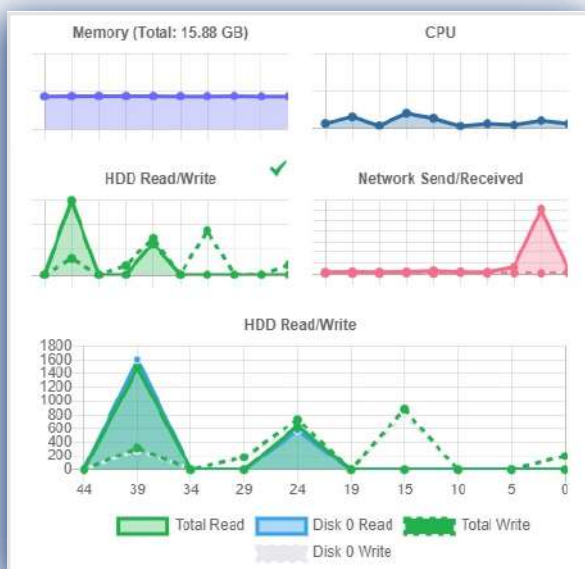 Memory (Total: 15.88 GB)
CPU
HDD Read/Write
Network Send/Received
HDD Read/Write
1800
1600
1400
1200
1000
800
600
400
200
0
44 39 34 29 24 19 15 10 5 0
Total Read Disk 0 Read Total Write
Disk 0 Write